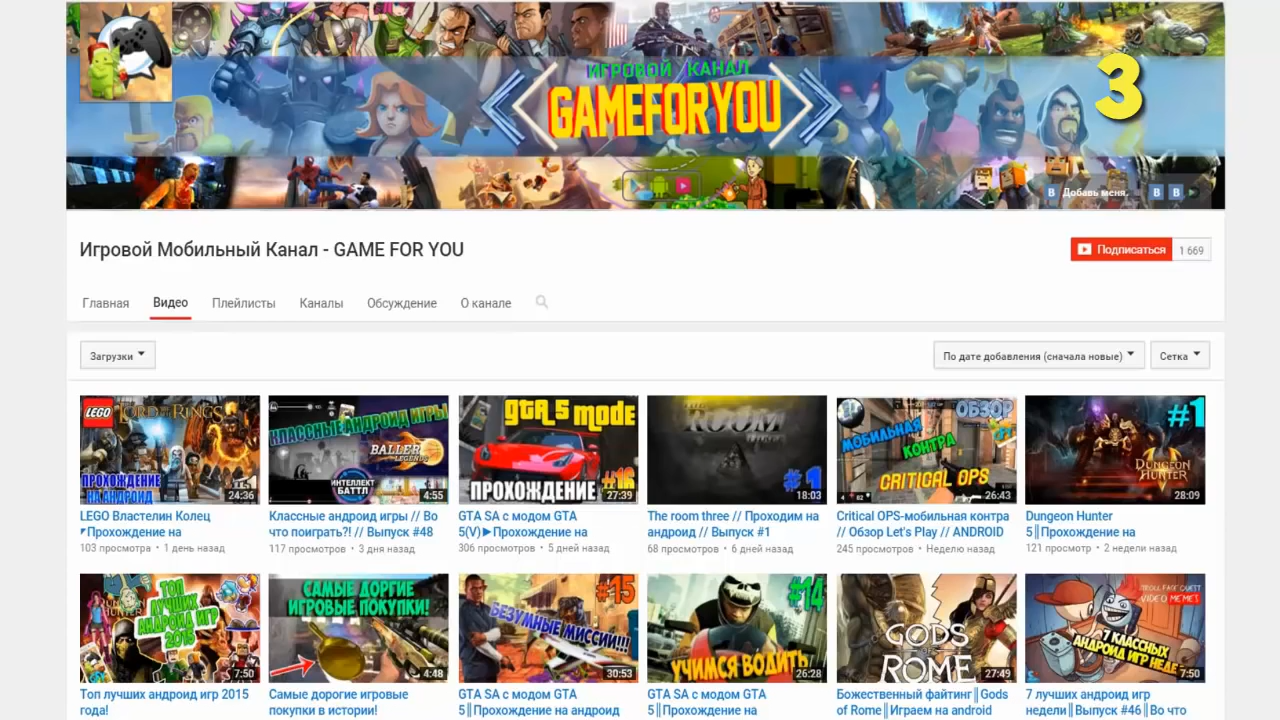 ИГРОВОЙ КАНАЛ
GAMEFORYOU
3
Добавь меня.
Игровой Мобильный Канал - GAME FOR YOU
Подписаться 1 669
Главная Видео Плейлисты Каналы Обсуждение О канале
Загрузки По дате добавления (сначала новые) Сетка
LEGO
LORD OF THE RINGS
ПРОХОЖДЕНИЕ
НА АНДРОИД
24:36
КЛАССНЫЕ АНДРОИД ИГРЫ
BALLER
LEGENDS
ИНТЕЛЛЕКТ
БАТТЛ
4:55
GTA 5 MODE
#16
ПРОХОЖДЕНИЕ
27:39
ROOM
#1
18:03
ОБЗОР
МОБИЛЬНАЯ
КОНТРА
CRITICAL OPS
26:43
#1
DUNGEON
HUNTER
28:09
LEGO Властелин Колец
Прохождение на
103 просмотра • 1 день назад
Классные андроид игры // Во
что поиграть?! // Выпуск #48
117 просмотров • 3 дня назад
GTA SA с модом GTA
5(V)►Прохождение на
306 просмотров • 5 дней назад
The room three // Проходим на
андроид // Выпуск #1
68 просмотров • 6 дней назад
Critical OPS-мобильная контра
// Обзор Let's Play // ANDROID
245 просмотров • Неделю назад
Dungeon Hunter
5║Прохождение на
121 просмотр • 2 недели назад
ТОП
ЛУЧШИХ
АНДРОИД ИГР
2015
7:50
САМЫЕ ДОРГИЕ
ИГРОВЫЕ ПОКУПКИ!
4:48
#15
БЕЗУМНЫЕ МИССИИ!!!
30:53
#14
УЧИМСЯ ВОДИТЬ
26:28
GODS
OF
ROME
27:49
VIDEO MEMET
7 КЛАССНЫХ
АНДРОИД ИГР НЕДЕ
7:50
Топ лучших андроид игр 2015
года!
Самые дорогие игровые
покупки в истории!
GTA SA с модом GTA
5║Прохождение на андроид
GTA SA с модом GTA
5║Прохождение на
Божественный файтинг║Gods
of Rome║Играем на android
7 лучших андроид игр
недели║Выпуск #46║Во что